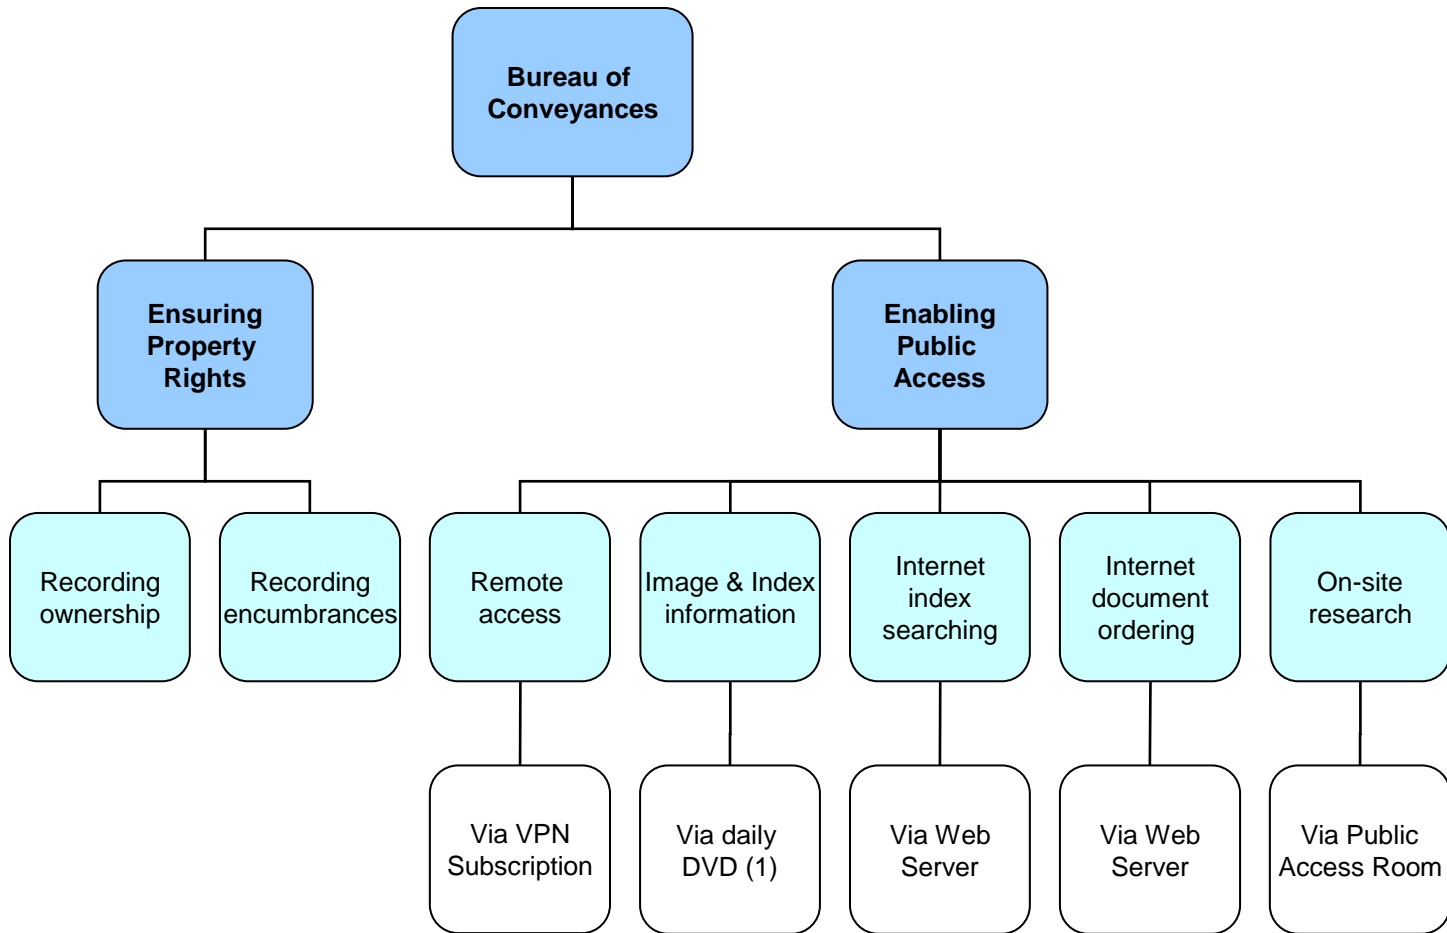 Bureau of
Conveyances
Ensuring
Property
Rights
Enabling
Public
Access
Recording
ownership
Recording
encumbrances
Remote
access
Image & Index
information
Internet
index
searching
Internet
document
ordering
On-site
research
Via VPN
Subscription
Via daily
DVD (1)
Via Web
Server
Via Web
Server
Via Public
Access Room